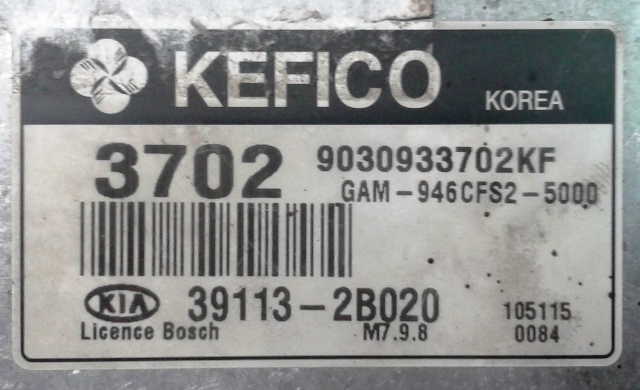 KEFICO KOREA
3702 9030933702KF
GAM-946CFS2-5000
KIA 39113-2B020 105115
Licence Bosch M7.9.8 0084